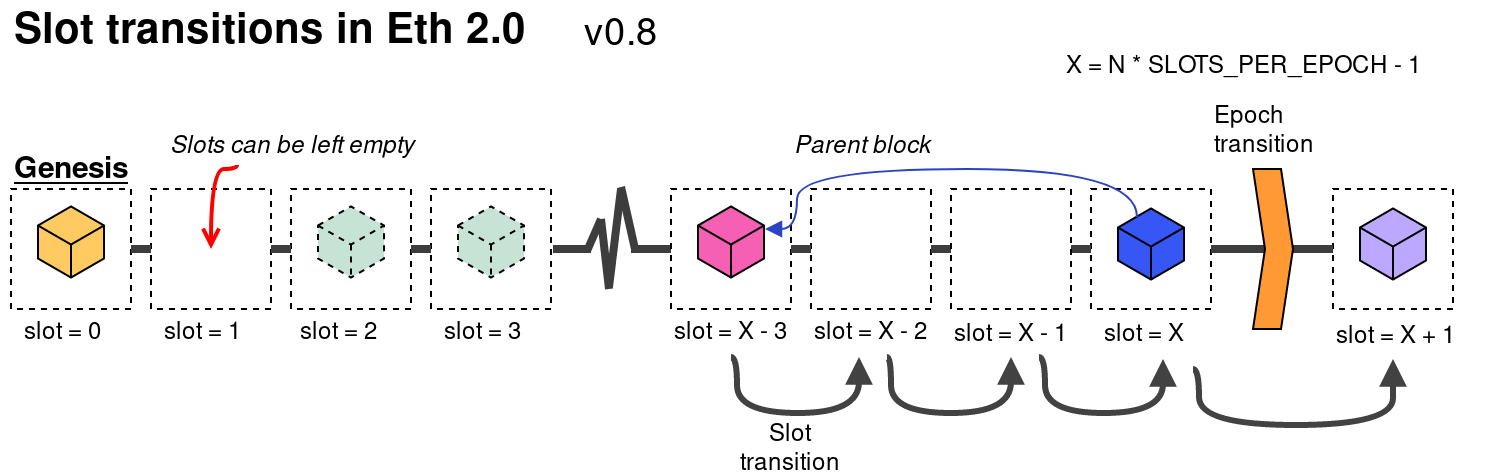 Slot transitions in Eth 2.0 v0.8
X = N * SLOTS_PER_EPOCH - 1
Epoch
transition
Slots can be left empty
Parent block
Genesis
slot = 0
slot = 1
slot = 2
slot = 3
slot = X - 3
slot = X - 2
slot = X - 1
slot = X
slot = X + 1
Slot
transition